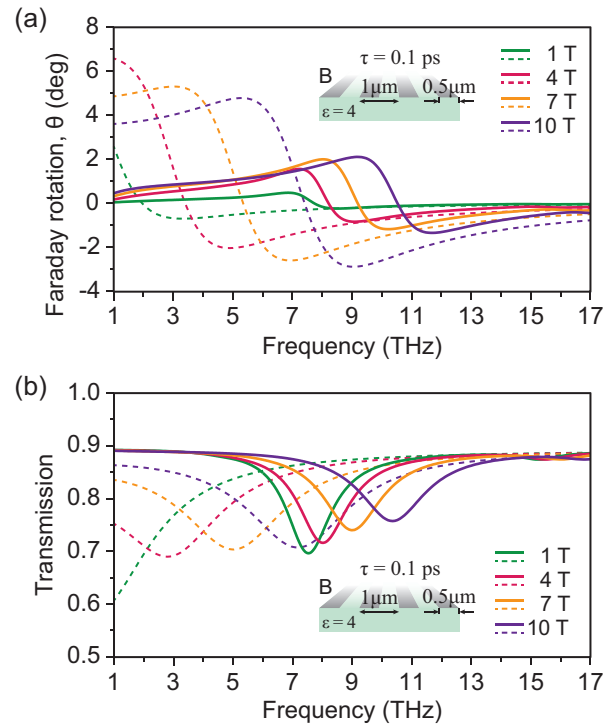 (a)
8
6
4
2
0
-2
-4
Faraday rotation, θ (deg)
τ = 0.1 ps
B
1μm
0.5μm
ε = 4
1 T
4 T
7 T
10 T
1 3 5 7 9 11 13 15 17
Frequency (THz)
(b)
1.0
0.9
0.8
0.7
0.6
0.5
Transmission
τ = 0.1 ps
B
1μm
0.5μm
ε = 4
1 T
4 T
7 T
10 T
1 3 5 7 9 11 13 15 17
Frequency (THz)